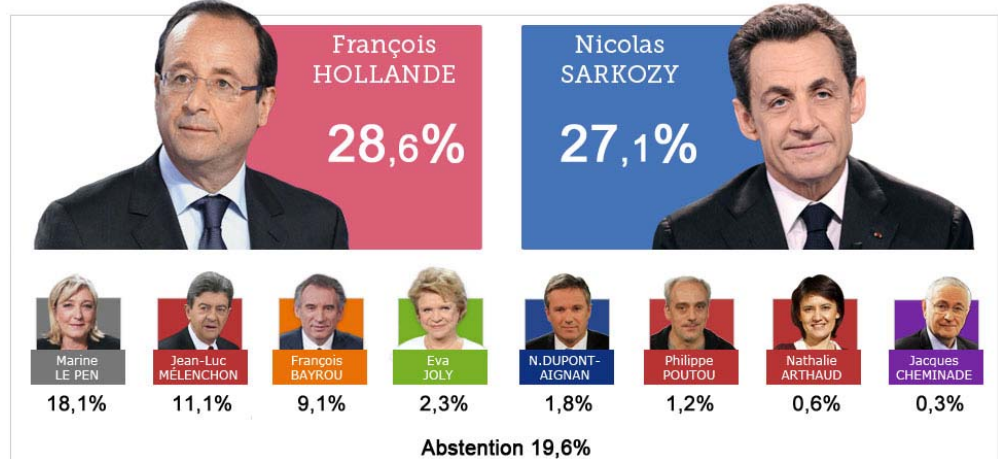 François
HOLLANDE
28,6%
Nicolas
SARKOZY
27,1%
Marine
LE PEN
18,1%
Jean-Luc
MÉLENCHON
11,1%
François
BAYROU
9,1%
Eva
JOLY
2,3%
N.DUPONT-
AIGNAN
1,8%
Philippe
POUTOU
1,2%
Nathalie
ARTHAUD
0,6%
Jacques
CHEMINADE
0,3%
Abstention 19,6%